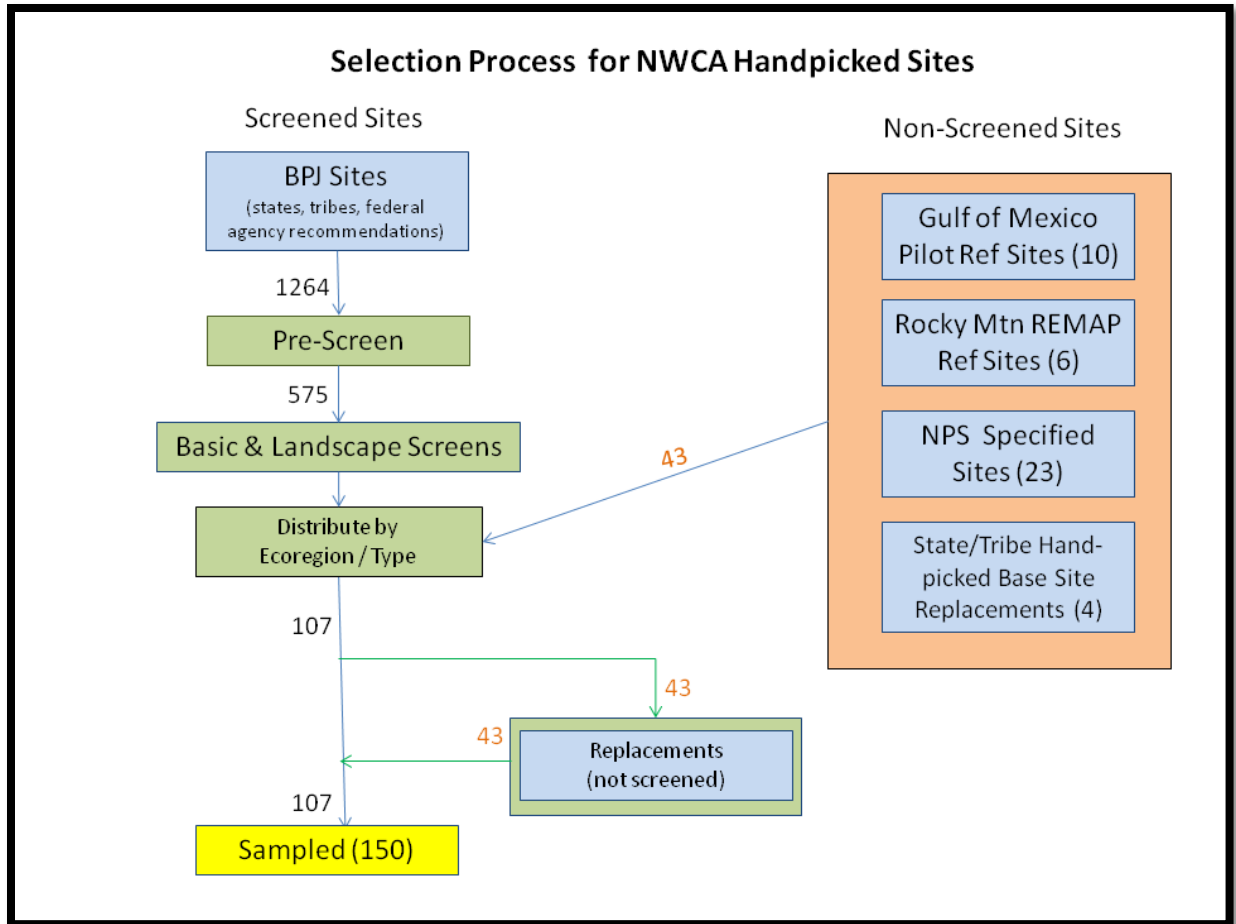 Selection Process for NWCA Handpicked Sites
Screened Sites
BPJ Sites
(states, tribes, federal
agency recommendations)
1264
Pre-Screen
575
Basic & Landscape Screens
Distribute by
Ecoregion / Type
107
43
43
Replacements
(not screened)
107
Sampled (150)
43
Non-Screened Sites
Gulf of Mexico
Pilot Ref Sites (10)
Rocky Mtn REMAP
Ref Sites (6)
NPS Specified
Sites (23)
State/Tribe Hand-
picked Base Site
Replacements (4)